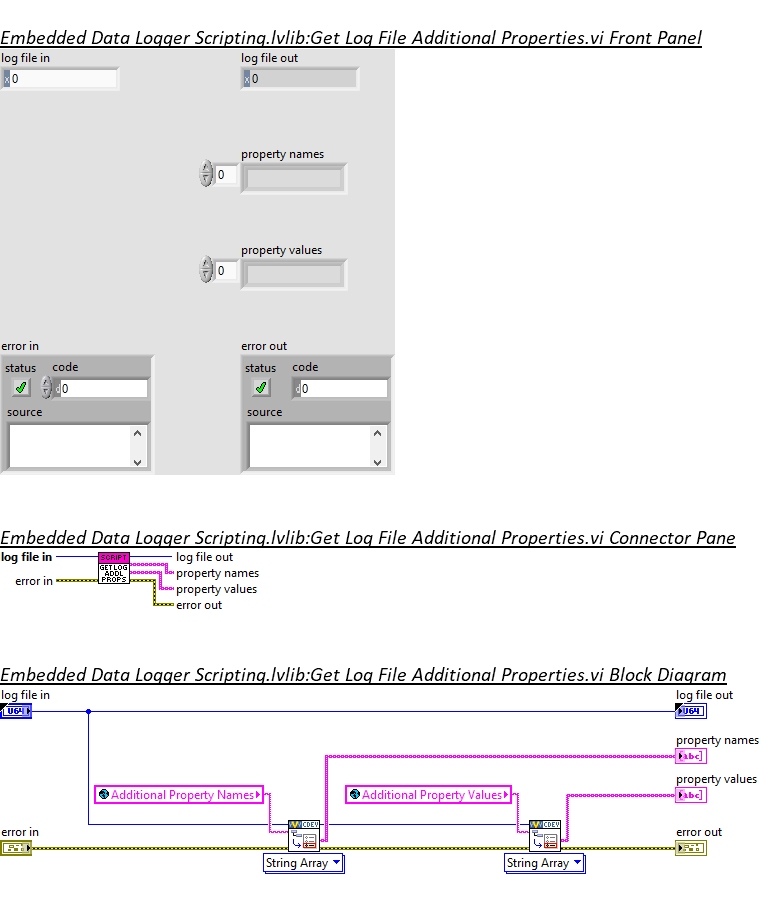 Embedded Data Logger Scripting.lvlib:Get Log File Additional Properties.vi Front Panel
log file in
log file out
x 0
x 0
property names
0
property values
0
error in
error out
status code
status code
d 0
d 0
source
source
Embedded Data Logger Scripting.lvlib:Get Log File Additional Properties.vi Connector Pane
log file in
SCRIPT
log file out
GETLOG
ADDL
PROPS
property names
error in
property values
error out
Embedded Data Logger Scripting.lvlib:Get Log File Additional Properties.vi Block Diagram
log file in
log file out
U64
U64
property names
abc
property values
Additional Property Names
Additional Property Values
abc
CDEV
CDEV
error in
error out
String Array
String Array